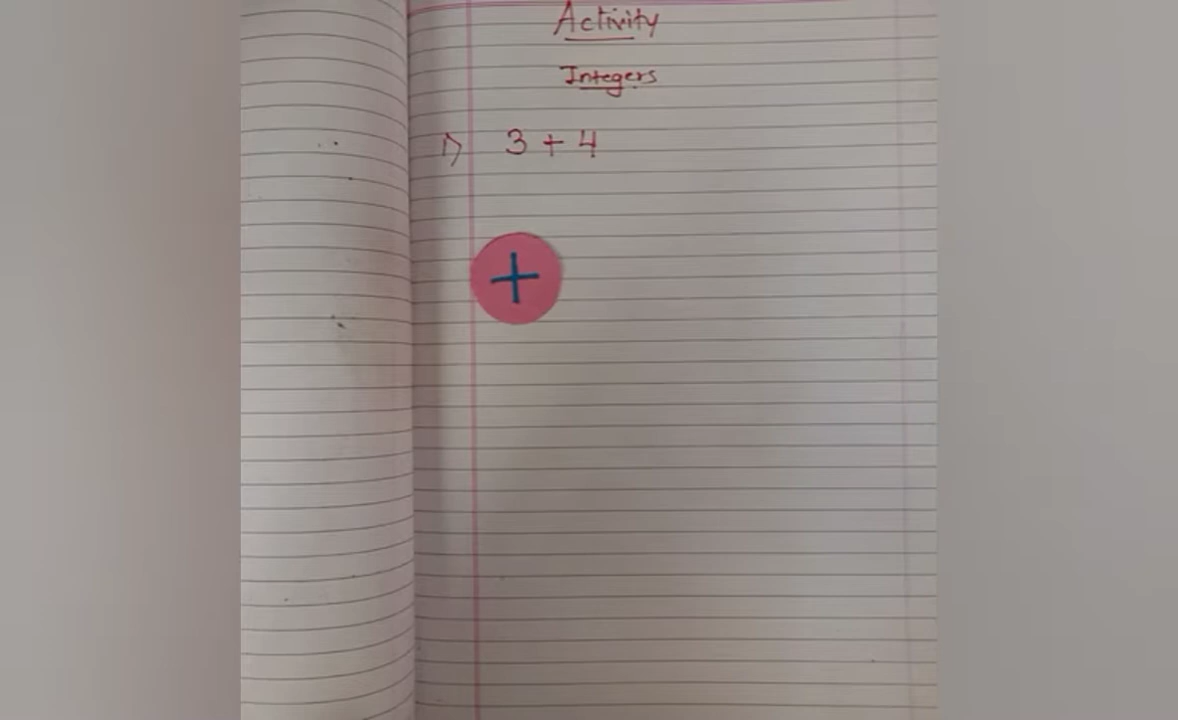 Activity
Integers
1) 3 + 4
+